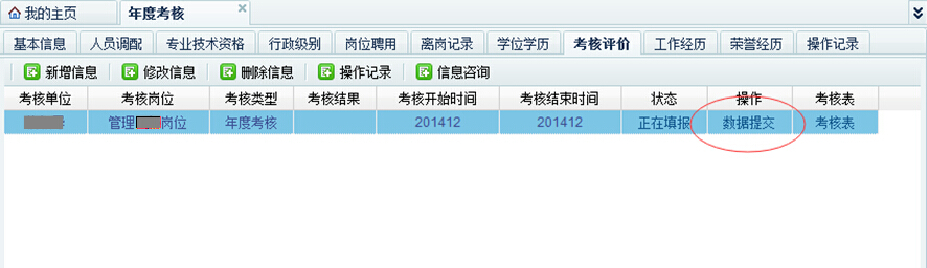 我的主页 年度考核
基本信息 人员调配 专业技术资格 行政级别 岗位聘用 离岗记录 学位学历 考核评价 工作经历 荣誉经历 操作记录
新增信息 修改信息 删除信息 操作记录 信息咨询
考核单位 考核岗位 考核类型 考核结果 考核开始时间 考核结束时间 状态 操作 考核表
管理 岗位 年度考核 201412 201412 正在填报 数据提交 考核表